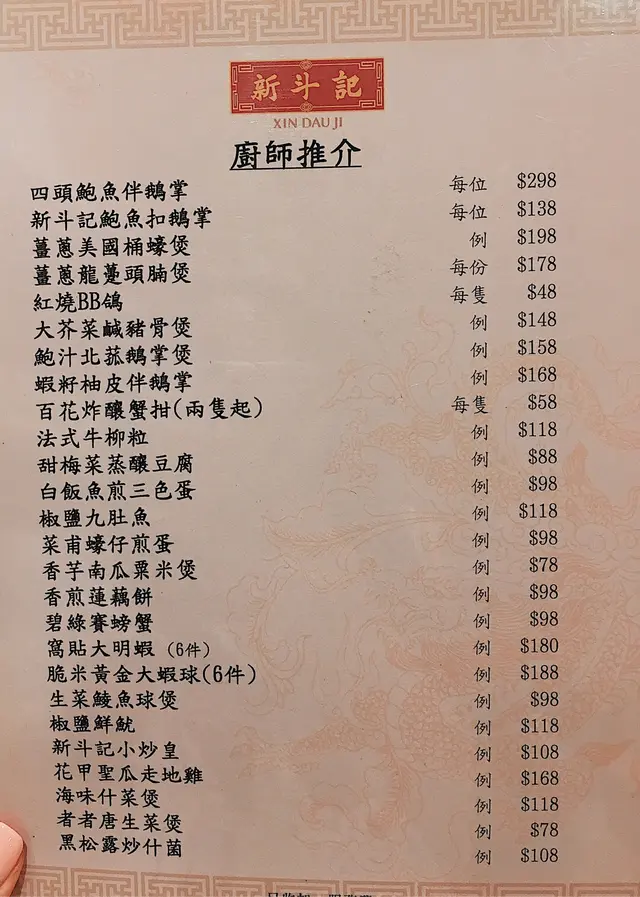 新斗記
XIN DAU JI
廚師推介
四頭鮑魚伴鵝掌 每位 $298
新斗記鮑魚扣鵝掌 每位 $138
薑蔥美國桶蠔煲 例 $198
薑蔥龍躉頭腩煲 每份 $178
紅燒BB鴿 每隻 $48
大芥菜鹹豬骨煲 例 $148
鮑汁北菰鵝掌煲 例 $158
蝦籽柚皮伴鵝掌 例 $168
百花炸釀蟹拑(兩隻起) 每隻 $58
法式牛柳粒 例 $118
甜梅菜蒸釀豆腐 例 $88
白飯魚煎三色蛋 例 $98
椒鹽九肚魚 例 $118
菜甫蠔仔煎蛋 例 $98
香芋南瓜粟米煲 例 $78
香煎蓮藕餅 例 $98
碧綠賽螃蟹 例 $98
窩貼大明蝦 (6件) 例 $180
脆米黃金大蝦球(6件) 例 $188
生菜鯪魚球煲 例 $98
椒鹽鮮魷 例 $118
新斗記小炒皇 例 $108
花甲聖瓜走地雞 例 $168
海味什菜煲 例 $118
者者唐生菜煲 例 $78
黑松露炒什菌 例 $108